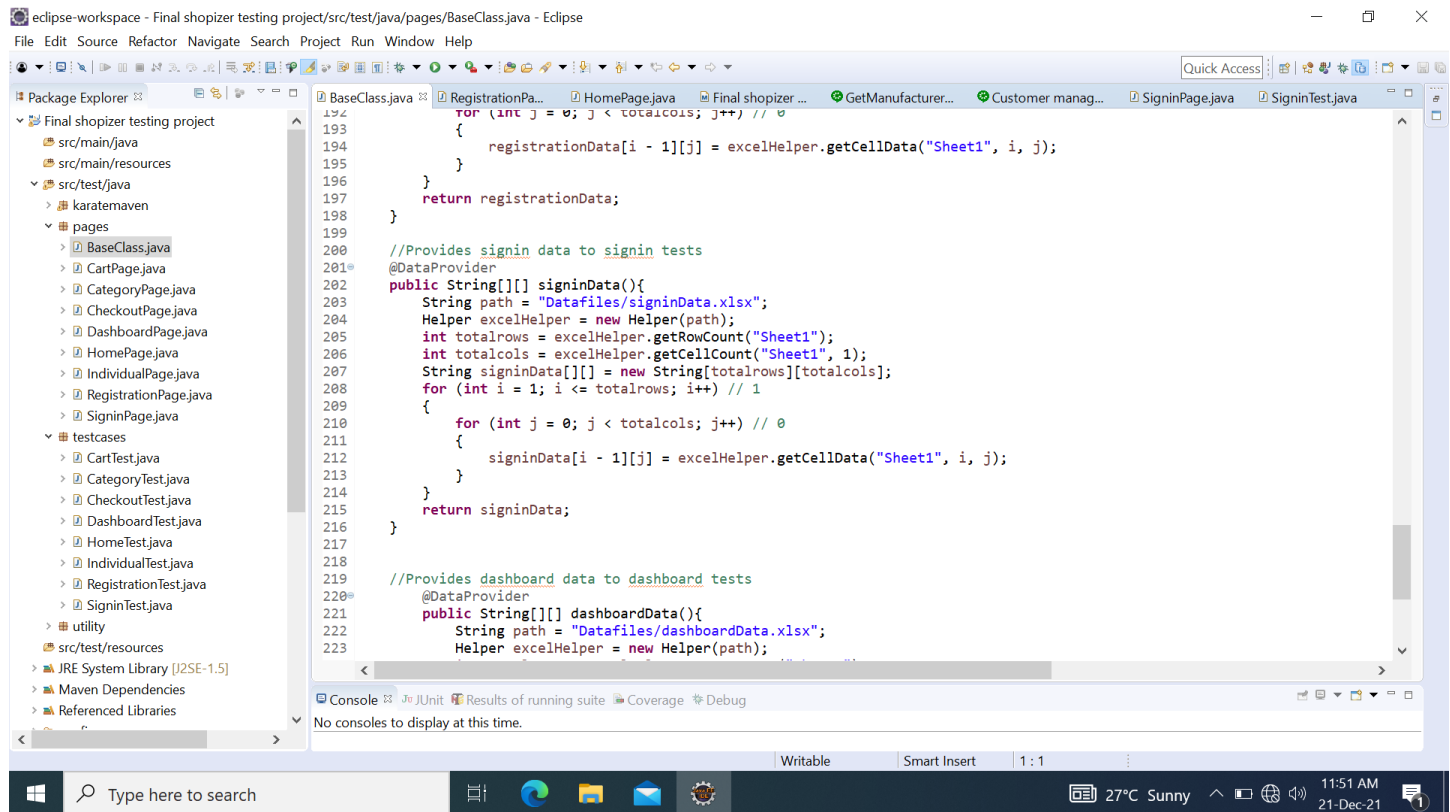 eclipse-workspace - Final shopizer testing project/src/test/java/pages/BaseClass.java - Eclipse
File Edit Source Refactor Navigate Search Project Run Window Help
Quick Access
Package Explorer
BaseClass.java RegistrationPa... HomePage.java Final shopizer ... GetManufacturer... Customer manag... SigninPage.java SigninTest.java
Final shopizer testing project
src/main/java
src/main/resources
src/test/java
karatemaven
pages
BaseClass.java
CartPage.java
CategoryPage.java
CheckoutPage.java
DashboardPage.java
HomePage.java
IndividualPage.java
RegistrationPage.java
SigninPage.java
testcases
CartTest.java
CategoryTest.java
CheckoutTest.java
DashboardTest.java
HomeTest.java
IndividualTest.java
RegistrationTest.java
SigninTest.java
utility
src/test/resources
JRE System Library [J2SE-1.5]
Maven Dependencies
Referenced Libraries
192 for (int j = 0; j < totalcols; j++) // 0
193 {
194 registrationData[i - 1][j] = excelHelper.getCellData("Sheet1", i, j);
195 }
196 }
197 return registrationData;
198 }
199
200 //Provides signin data to signin tests
201 @DataProvider
202 public String[][] signinData(){
203 String path = "Datafiles/signinData.xlsx";
204 Helper excelHelper = new Helper(path);
205 int totalrows = excelHelper.getRowCount("Sheet1");
206 int totalcols = excelHelper.getCellCount("Sheet1", 1);
207 String signinData[][] = new String[totalrows][totalcols];
208 for (int i = 1; i <= totalrows; i++) // 1
209 {
210 for (int j = 0; j < totalcols; j++) // 0
211 {
212 signinData[i - 1][j] = excelHelper.getCellData("Sheet1", i, j);
213 }
214 }
215 return signinData;
216 }
217
218
219 //Provides dashboard data to dashboard tests
220 @DataProvider
221 public String[][] dashboardData(){
222 String path = "Datafiles/dashboardData.xlsx";
223 Helper excelHelper = new Helper(path);
Console JUnit Results of running suite Coverage Debug
No consoles to display at this time.
Writable Smart Insert 1 : 1
Type here to search
27°C Sunny
11:51 AM
21-Dec-21
1